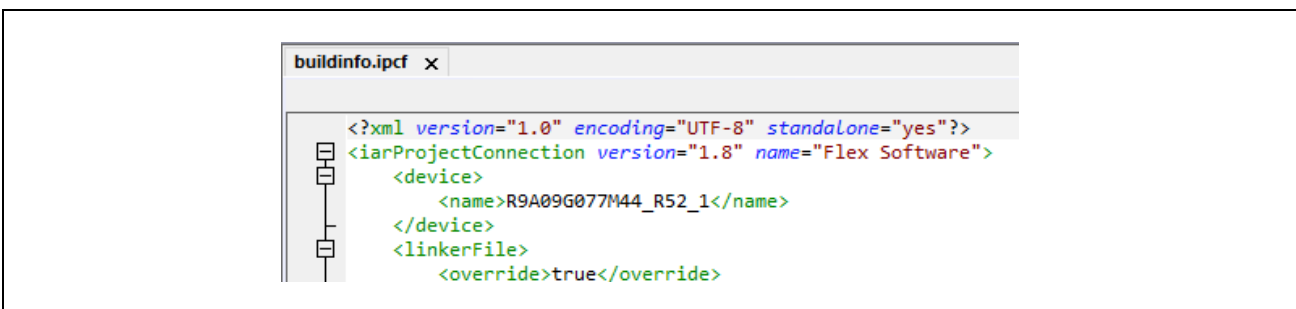 buildinfo.ipcf x
<?xml version="1.0" encoding="UTF-8" standalone="yes"?>
<iarProjectConnection version="1.8" name="Flex Software">
<device>
<name>R9A09G077M44_R52_1</name>
</device>
<linkerFile>
<override>true</override>